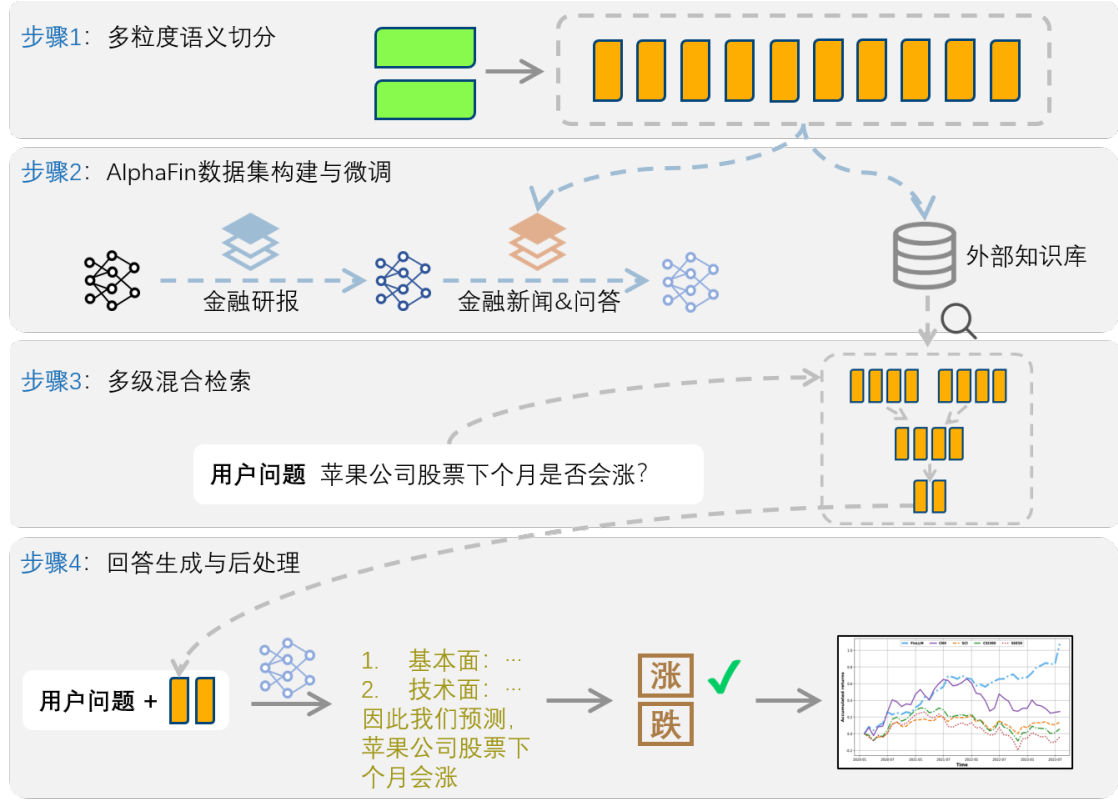 步骤1：多粒度语义切分
步骤2：AlphaFin数据集构建与微调
外部知识库
金融研报
金融新闻&问答
步骤3：多级混合检索
用户问题 苹果公司股票下个月是否会涨？
步骤4：回答生成与后处理
用户问题 +
1. 基本面：…
2. 技术面：…
因此我们预测，
苹果公司股票下
个月会涨
涨
跌
Accumulated returns
Time